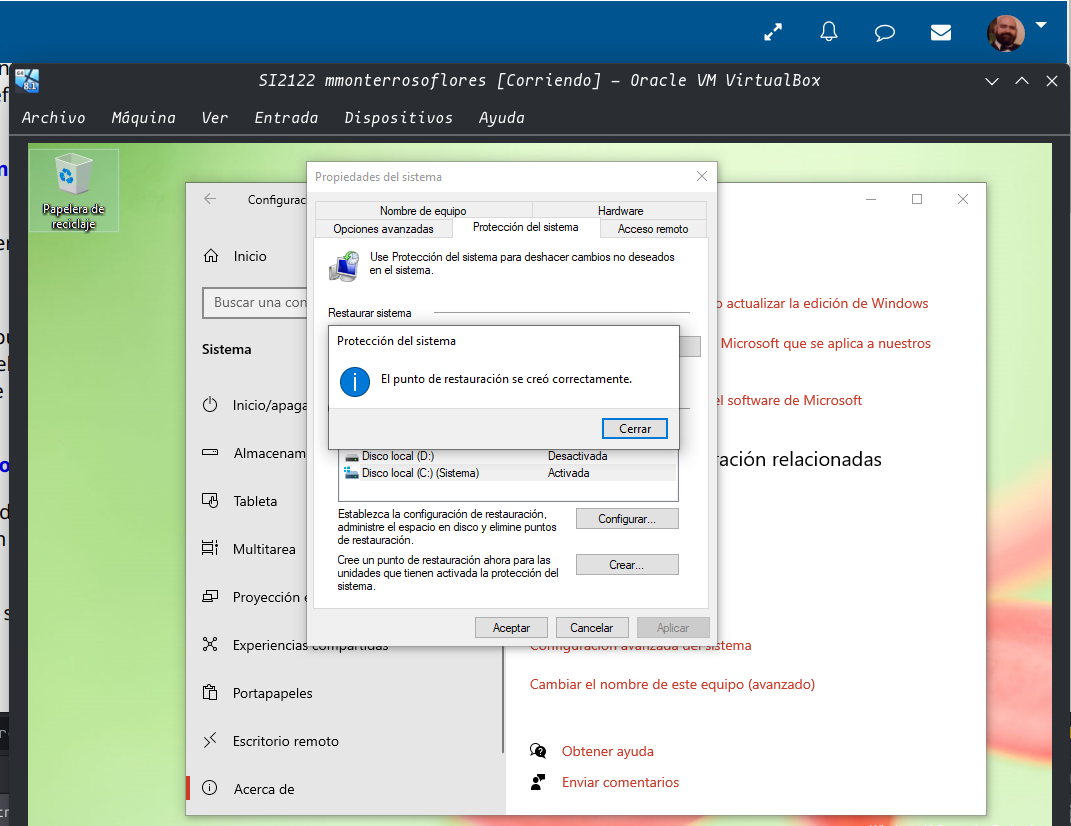 SI2122 mmonterrosoflores [Corriendo] – Oracle VM VirtualBox
Archivo Máquina Ver Entrada Dispositivos Ayuda
Papelera de
reciclaje
Propiedades del sistema
Nombre de equipo Hardware
Opciones avanzadas Protección del sistema Acceso remoto
Use Protección del sistema para deshacer cambios no deseados
en el sistema.
Restaurar sistema
Protección del sistema
El punto de restauración se creó correctamente.
Cerrar
Disco local (D:) Desactivada
Disco local (C:) (Sistema) Activada
Establezca la configuración de restauración,
administre el espacio en disco y elimine puntos
de restauración.
Configurar...
Cree un punto de restauración ahora para las
unidades que tienen activada la protección del
sistema.
Crear...
Aceptar Cancelar Aplicar
Configurac
Inicio
Buscar una con
Sistema
Inicio/apaga
Almacenam
Tableta
Multitarea
Proyección e
Experiencias compartidas
Portapapeles
Escritorio remoto
Acerca de
o actualizar la edición de Windows
Microsoft que se aplica a nuestros
el software de Microsoft
ración relacionadas
Configuración avanzada del sistema
Cambiar el nombre de este equipo (avanzado)
Obtener ayuda
Enviar comentarios